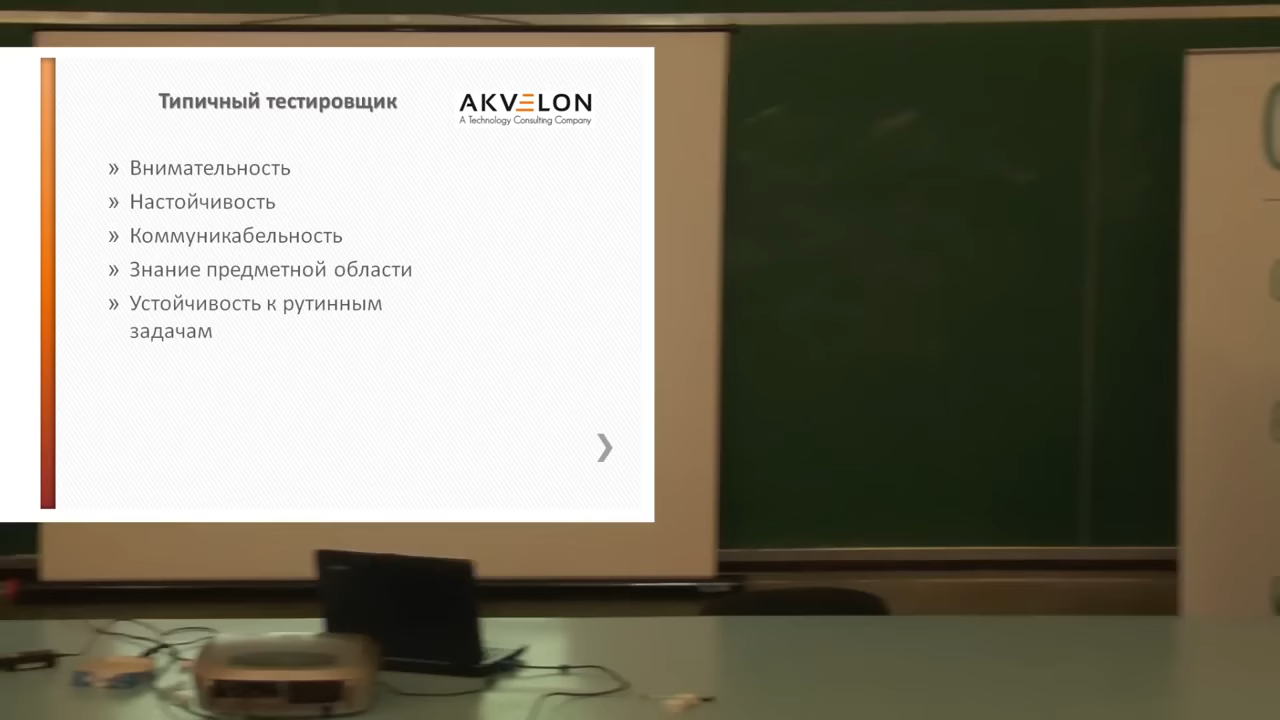 Типичный тестировщик
AKVELON
A Technology Consulting Company
» Внимательность
» Настойчивость
» Коммуникабельность
» Знание предметной области
» Устойчивость к рутинным
задачам